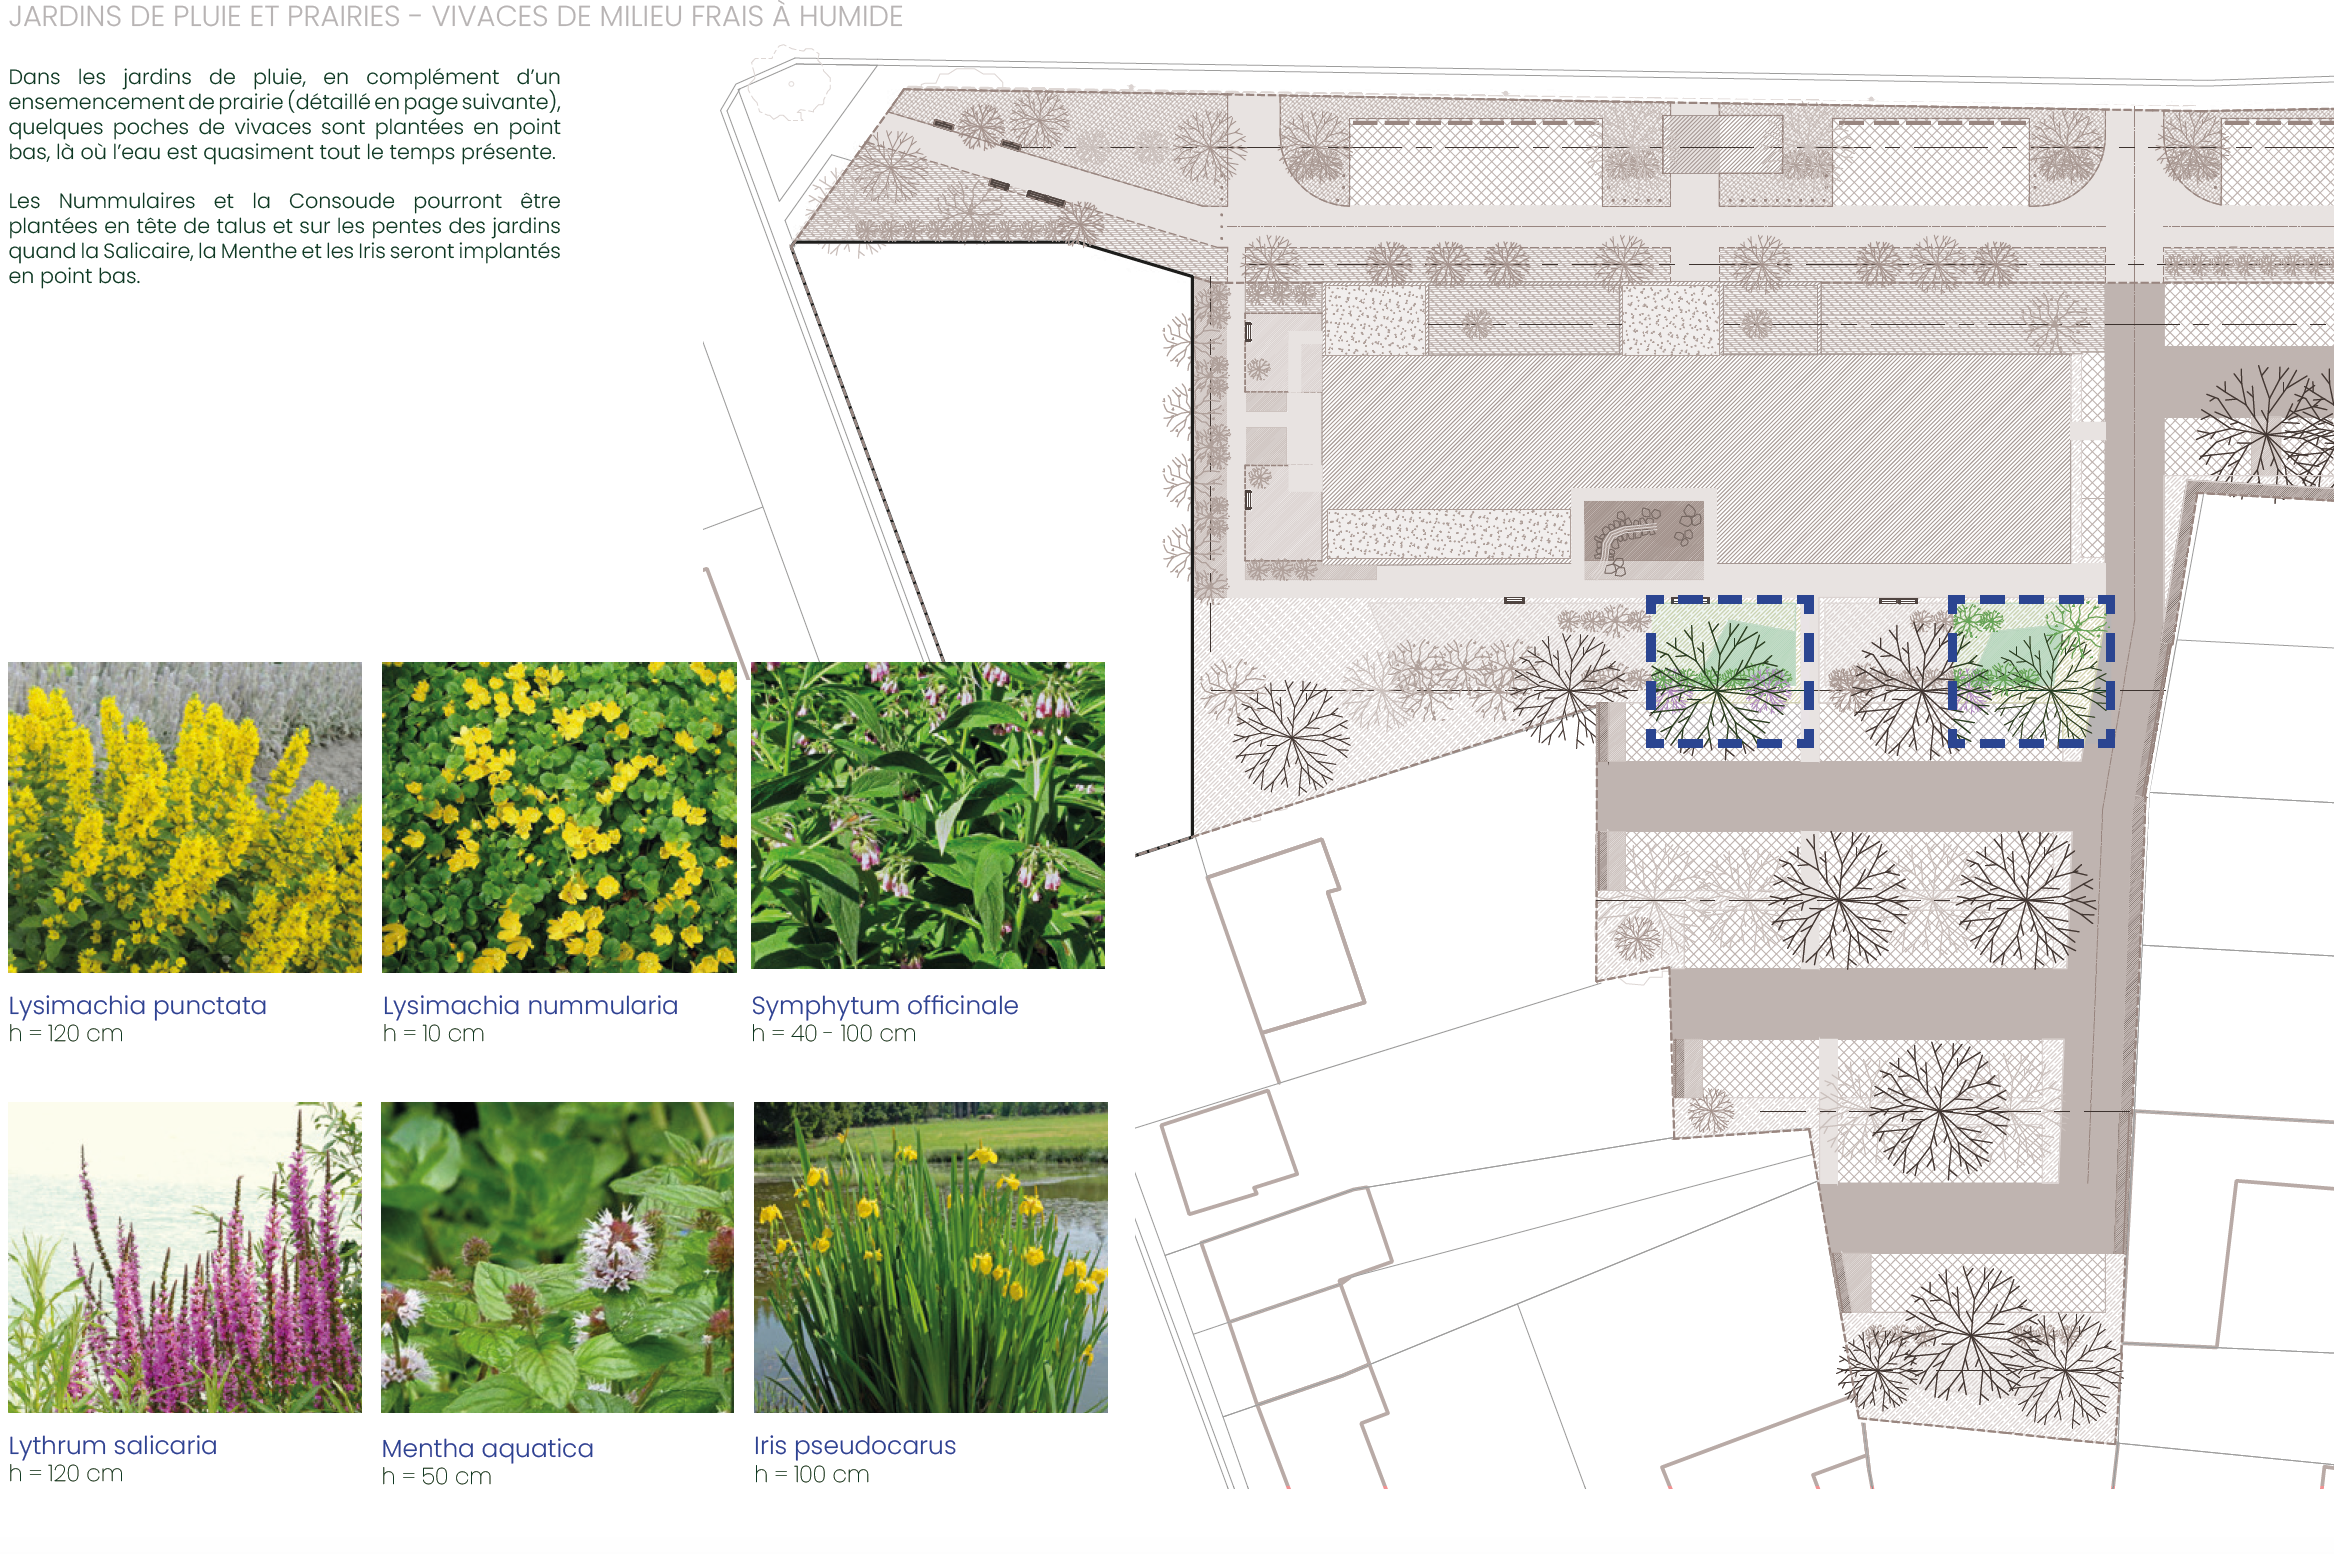 JARDINS DE PLUIE ET PRAIRIES - VIVACES DE MILIEU FRAIS À HUMIDE
Dans les jardins de pluie, en complément d'un
ensemencement de prairie (détaillé en page suivante),
quelques poches de vivaces sont plantées en point
bas, là où l'eau est quasiment tout le temps présente.
Les Nummulaires et la Consoude pourront être
plantées en tête de talus et sur les pentes des jardins
quand la Salicaire, la Menthe et les Iris seront implantés
en point bas.
Lysimachia punctata
h = 120 cm
Lysimachia nummularia
h = 10 cm
Symphytum officinale
h = 40 - 100 cm
Lythrum salicaria
h = 120 cm
Mentha aquatica
h = 50 cm
Iris pseudocarus
h = 100 cm